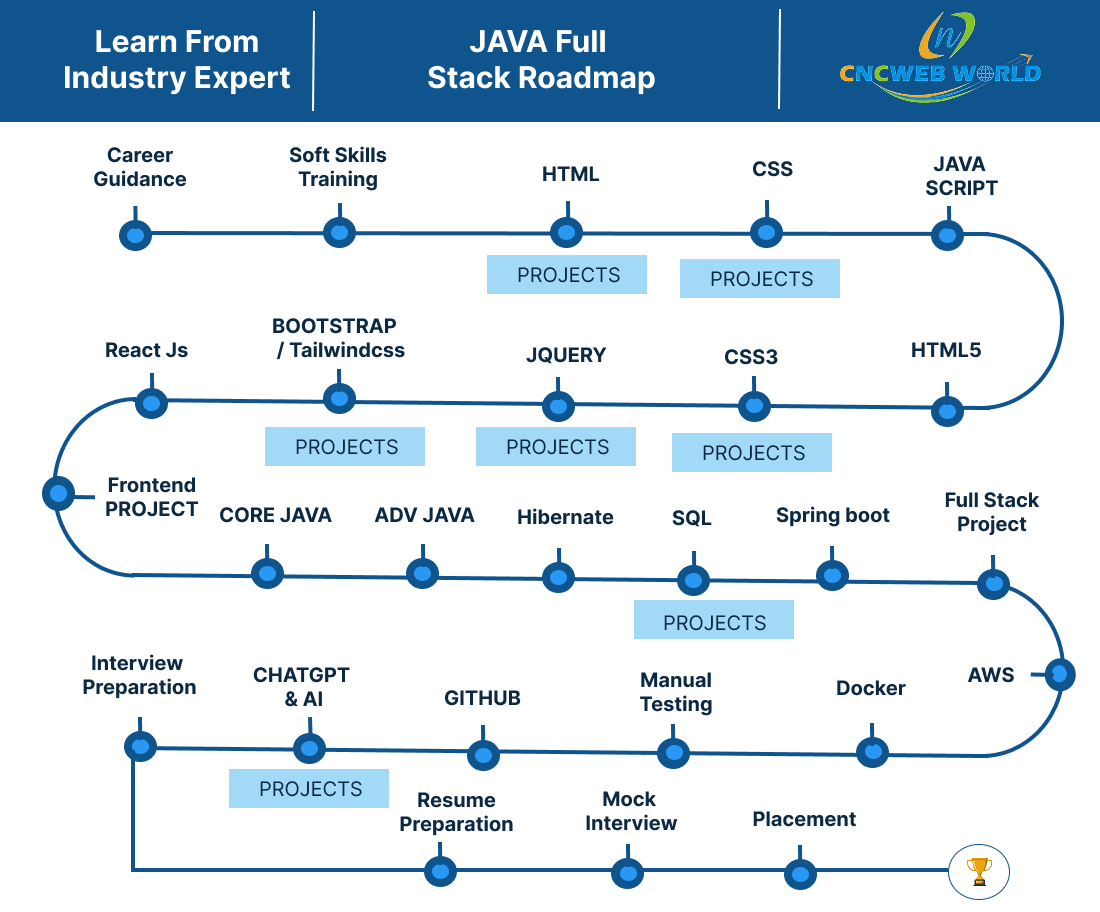 Learn From
Industry Expert
JAVA Full
Stack Roadmap
n
CNCWEB WORLD
Career
Guidance
Soft Skills
Training
HTML
CSS
JAVA
SCRIPT
PROJECTS
PROJECTS
React Js
BOOTSTRAP
/ Tailwindcss
JQUERY
CSS3
HTML5
PROJECTS
PROJECTS
PROJECTS
Frontend
PROJECT
CORE JAVA
ADV JAVA
Hibernate
SQL
Spring boot
Full Stack
Project
PROJECTS
Interview
Preparation
CHATGPT
& AI
GITHUB
Manual
Testing
Docker
AWS
PROJECTS
Resume
Preparation
Mock
Interview
Placement